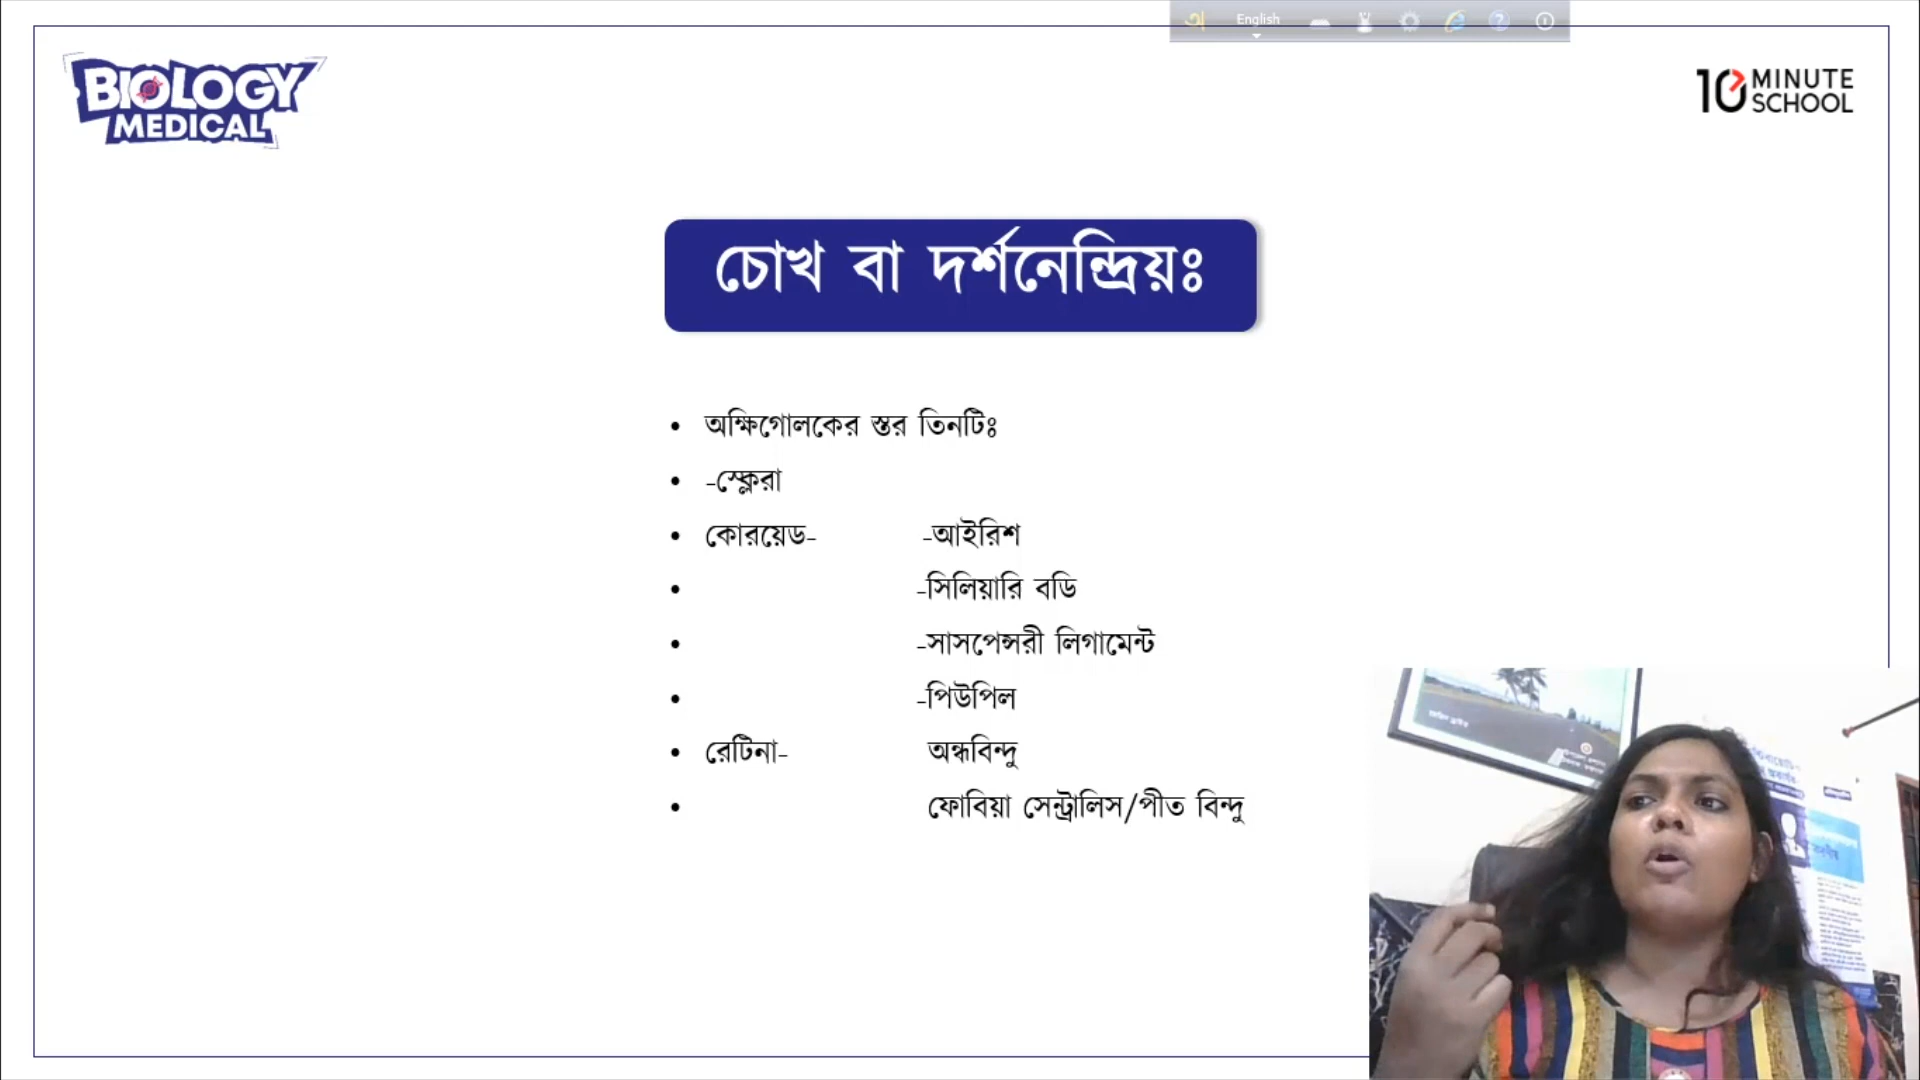 English
BIOLOGY
MEDICAL
10 MINUTE
SCHOOL
চোখ বা দর্শনেন্দ্রিয়ঃ
• অক্ষিগোলকের স্তর তিনটিঃ
• -স্ক্লেরা
• কোরয়েড- -আইরিশ
• -সিলিয়ারি বডি
• -সাসপেন্সরী লিগামেন্ট
• -পিউপিল
• রেটিনা- অন্ধবিন্দু
• ফোবিয়া সেন্ট্রালিস/পীত বিন্দু